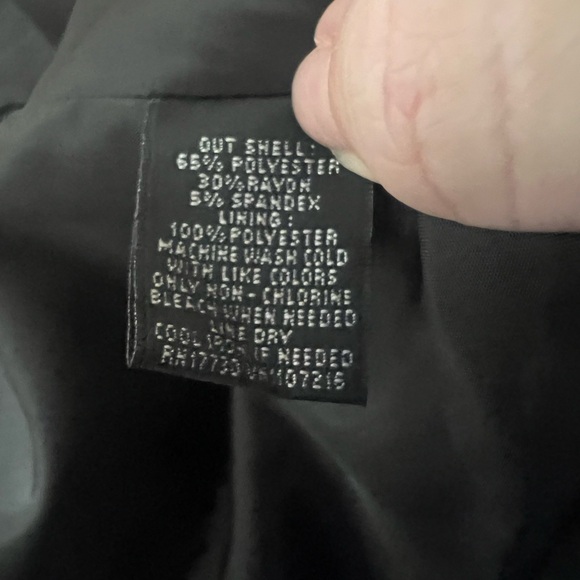 OUT SHELL:
65% POLYESTER
30% RAYON
5% SPANDEX
LINING:
100% POLYESTER
MACHINE WASH COLD
WITH LIKE COLORS
ONLY NON-CHLORINE
BLEACH WHEN NEEDED
LINE DRY
COOL IRON IF NEEDED